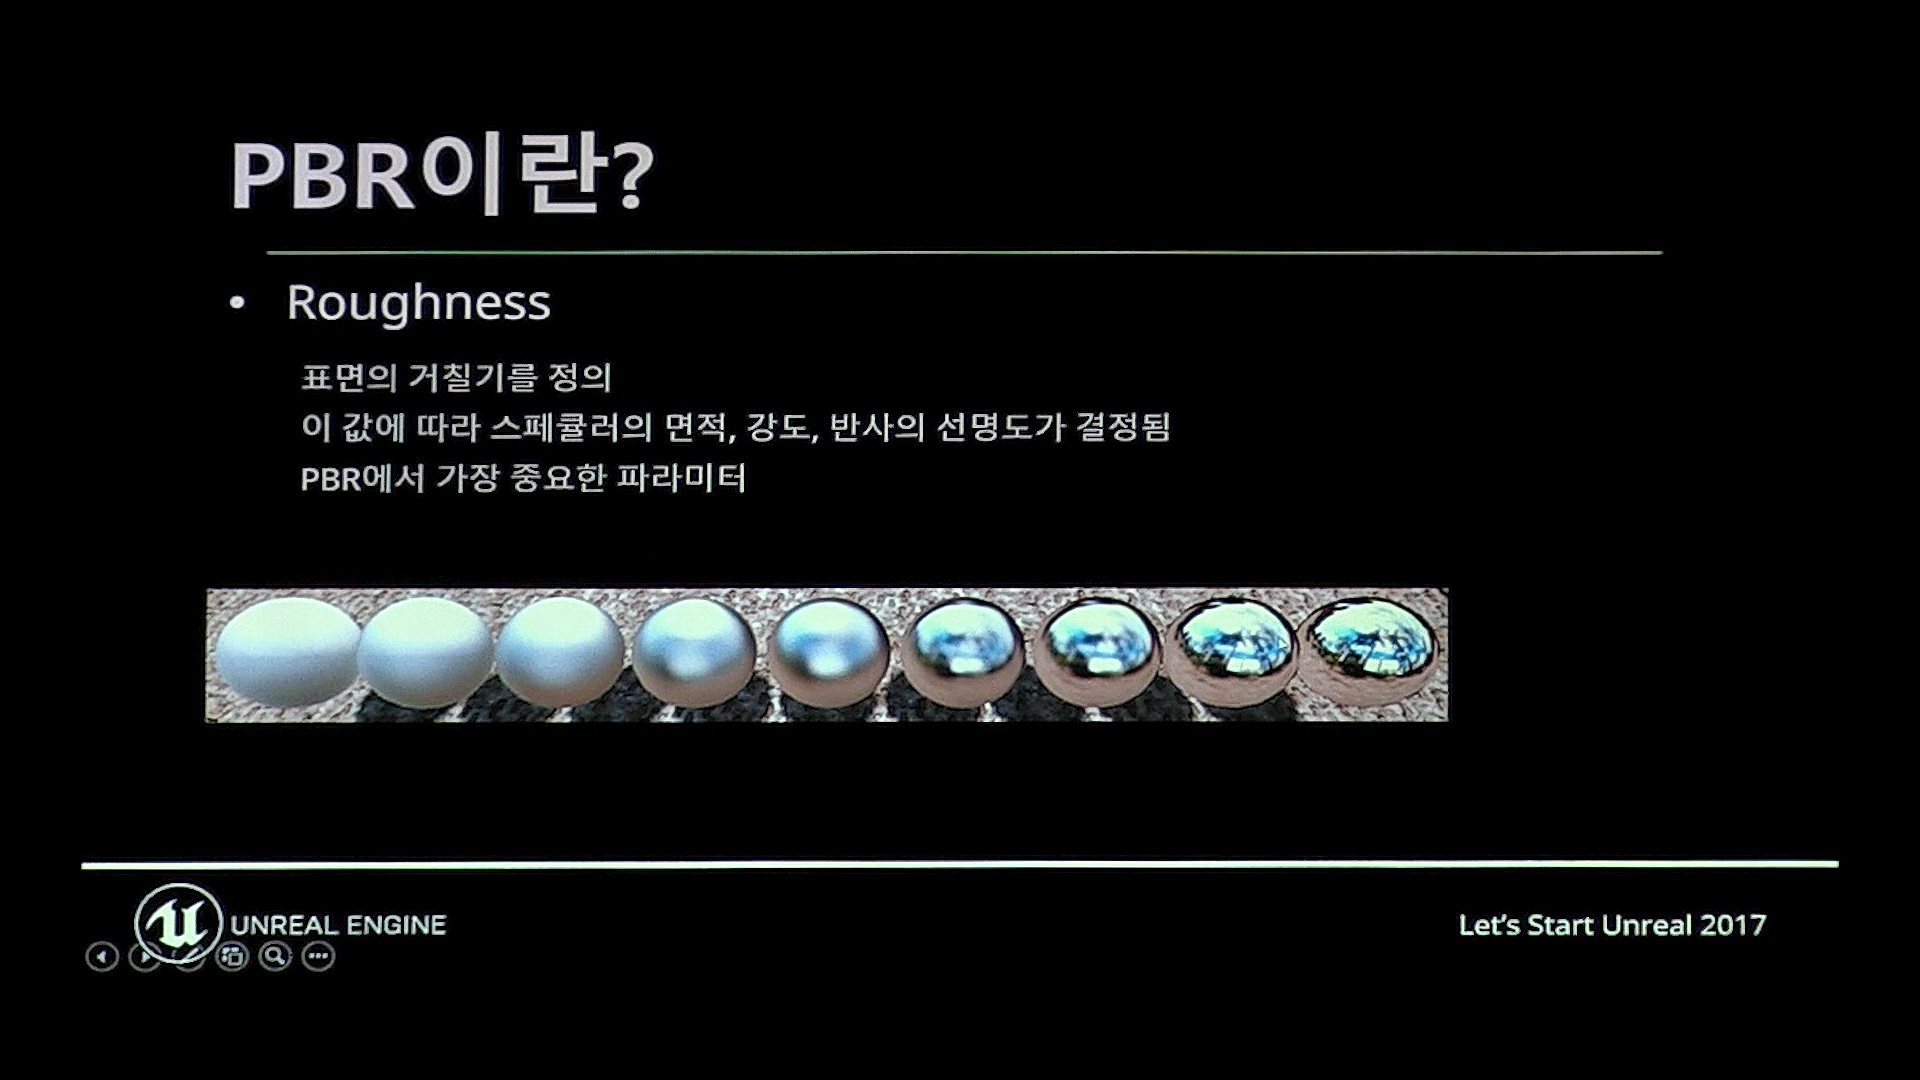 PBR이란?
• Roughness
표면의 거칠기를 정의
이 값에 따라 스페큘러의 면적, 강도, 반사의 선명도가 결정됨
PBR에서 가장 중요한 파라미터
UNREAL ENGINE
Let's Start Unreal 2017